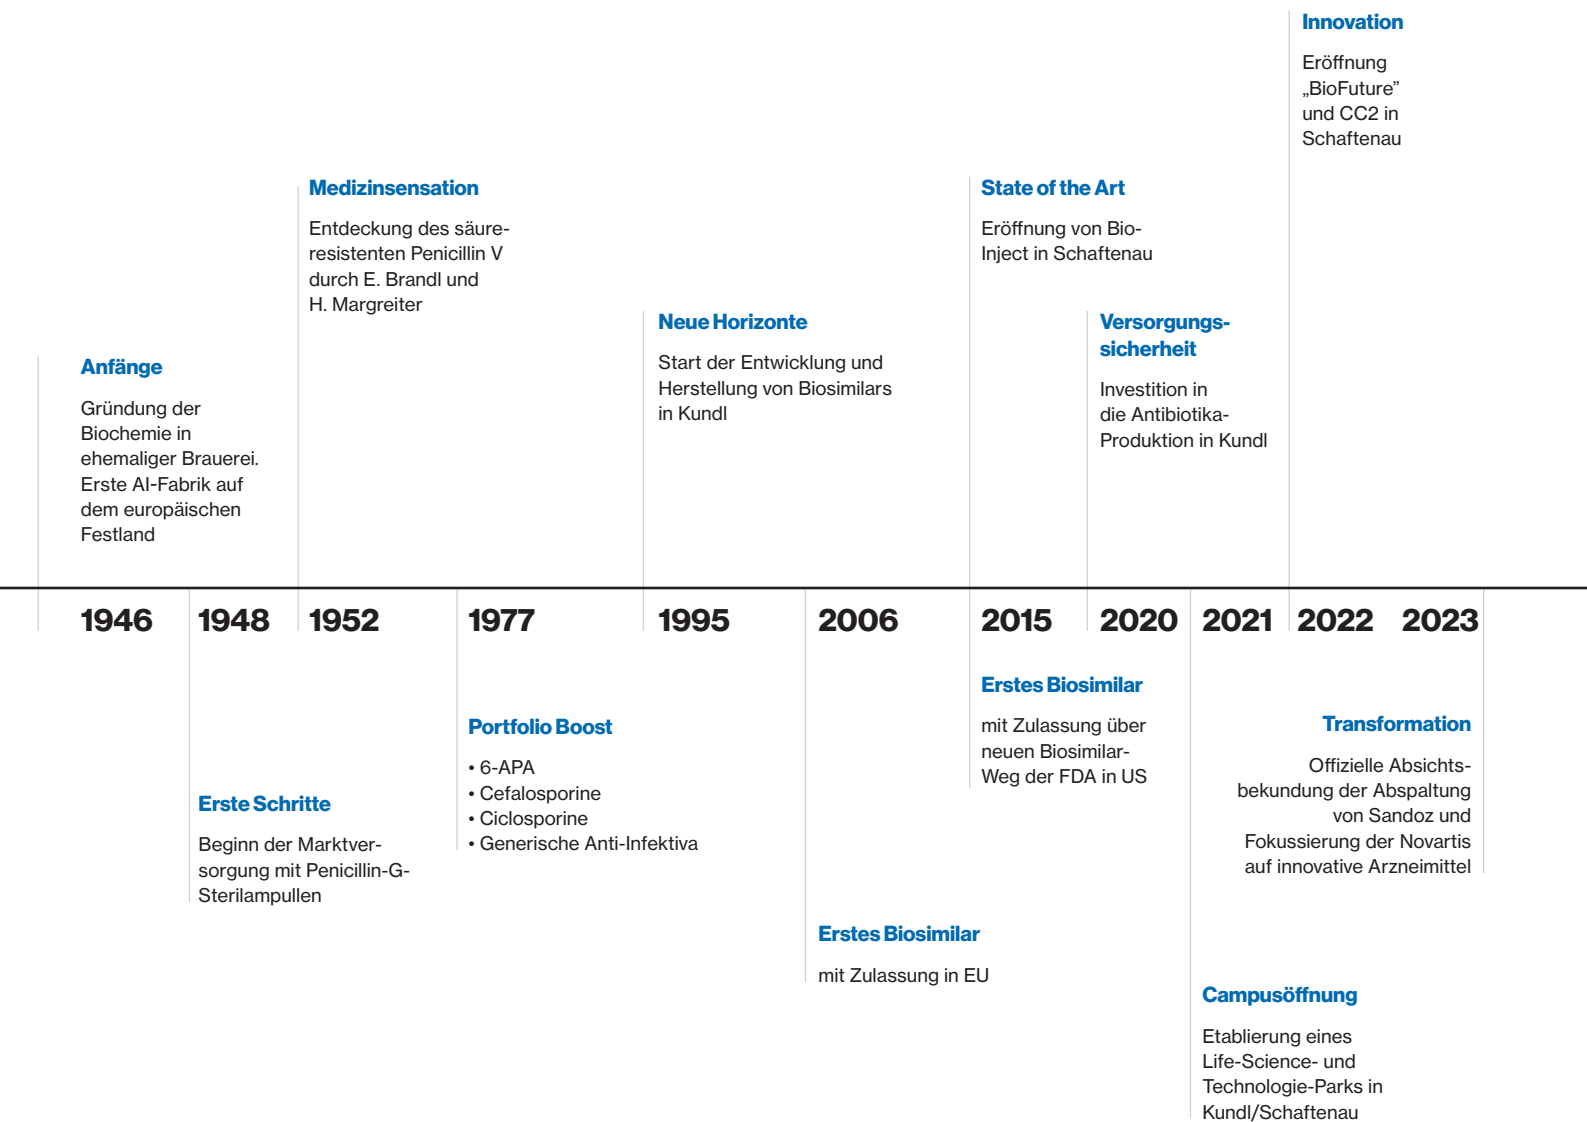 Innovation
Eröffnung
„BioFuture”
und CC2 in
Schaftenau
Medizinsensation
Entdeckung des säure-
resistenten Penicillin V
durch E. Brandl und
H. Margreiter
State of the Art
Eröffnung von Bio-
Inject in Schaftenau
Neue Horizonte
Start der Entwicklung und
Herstellung von Biosimilars
in Kundl
Versorgungs-
sicherheit
Investition in
die Antibiotika-
Produktion in Kundl
Anfänge
Gründung der
Biochemie in
ehemaliger Brauerei.
Erste AI-Fabrik auf
dem europäischen
Festland
1946 1948 1952 1977 1995 2006 2015 2020 2021 2022 2023
Erstes Biosimilar
mit Zulassung über
neuen Biosimilar-
Weg der FDA in US
Portfolio Boost
• 6-APA
• Cefalosporine
• Ciclosporine
• Generische Anti-Infektiva
Transformation
Offizielle Absichts-
bekundung der Abspaltung
von Sandoz und
Fokussierung der Novartis
auf innovative Arzneimittel
Erste Schritte
Beginn der Marktver-
sorgung mit Penicillin-G-
Sterilampullen
Erstes Biosimilar
mit Zulassung in EU
Campusöffnung
Etablierung eines
Life-Science- und
Technologie-Parks in
Kundl/Schaftenau